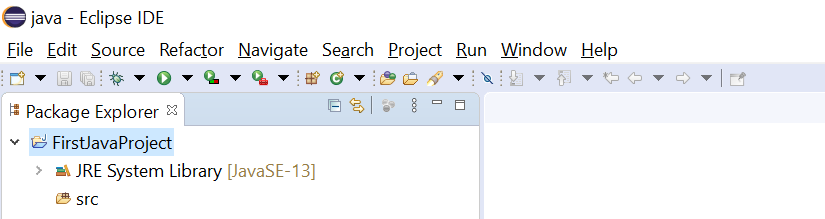 java - Eclipse IDE
File Edit Source Refactor Navigate Search Project Run Window Help
Package Explorer
FirstJavaProject
JRE System Library [JavaSE-13]
src